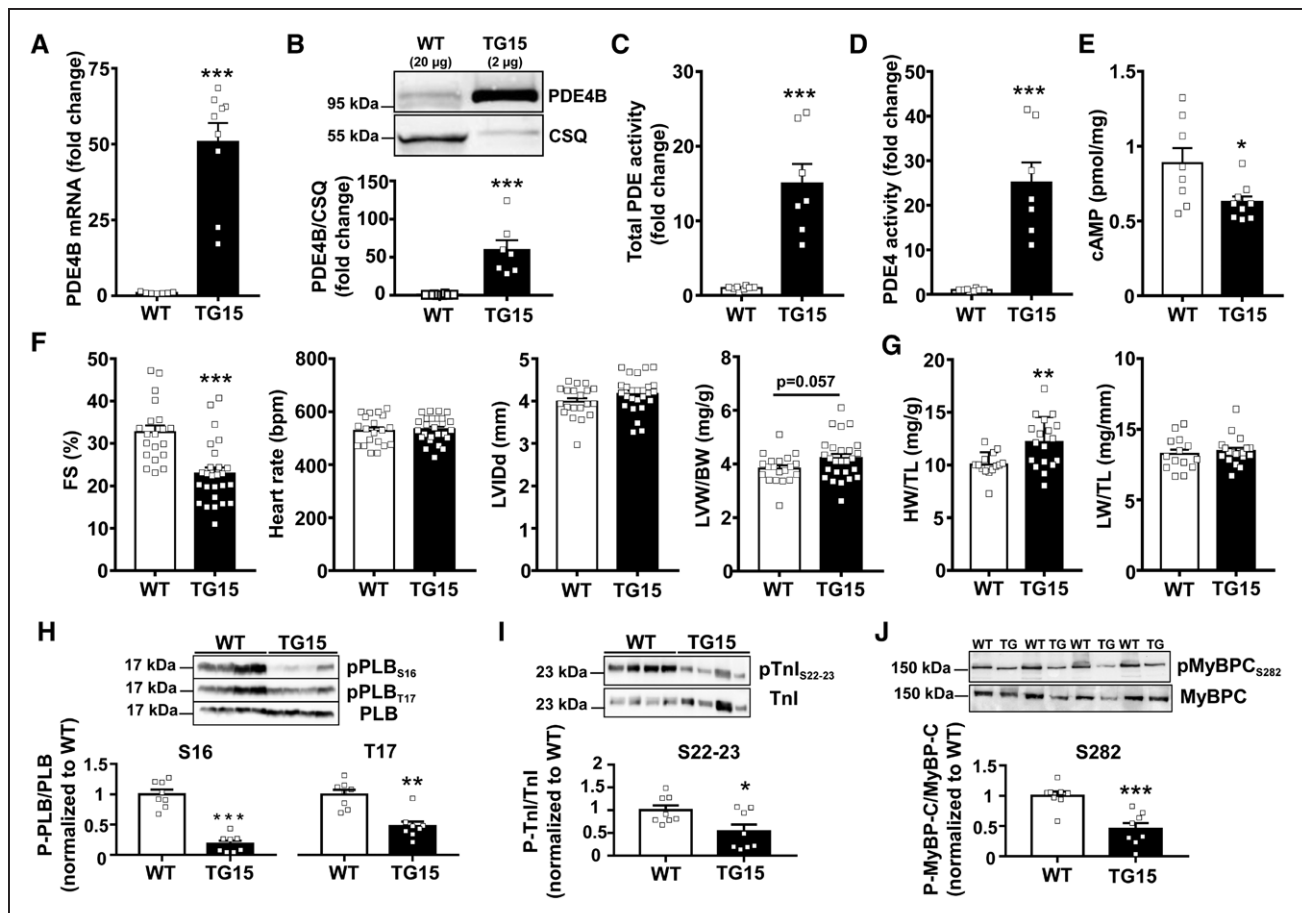 A
PDE4B mRNA (fold change)
75
50
25
0
***
WT
TG15
B
WT
(20 µg)
TG15
(2 µg)
95 kDa
PDE4B
55 kDa
CSQ
PDE4B/CSQ
(fold change)
150
100
50
0
***
WT
TG15
C
Total PDE activity
(fold change)
30
20
10
0
***
WT
TG15
D
PDE4 activity (fold change)
50
40
30
20
10
0
***
WT
TG15
E
cAMP (pmol/mg)
1.5
1
0.5
0
*
WT
TG15
F
FS (%)
50
40
30
20
10
0
***
WT
TG15
Heart rate (bpm)
800
600
400
200
0
WT
TG15
LVIDd (mm)
5
4
3
2
1
0
WT
TG15
LVW/BW (mg/g)
8
6
4
2
0
p=0.057
WT
TG15
G
HW/TL (mg/g)
20
15
10
5
0
**
WT
TG15
LW/TL (mg/mm)
10
15
5
0
WT
TG15
H
WT
TG15
17 kDa
pPLBS16
17 kDa
pPLBT17
17 kDa
PLB
P-PLB/PLB
(normalized to WT)
S16
1.5
1
0.5
0
***
WT
TG15
T17
**
WT
TG15
I
WT
TG15
23 kDa
pTnIS22-23
23 kDa
TnI
P-TnI/TnI
(normalized to WT)
S22-23
2
1.5
1
0.5
0
*
WT
TG15
J
WT TG WT TG WT TG WT TG
150 kDa
pMyBPCS282
150 kDa
MyBPC
P-MyBP-C/MyBP-C
(normalized to WT)
S282
1.5
1
0.5
0
***
WT
TG15